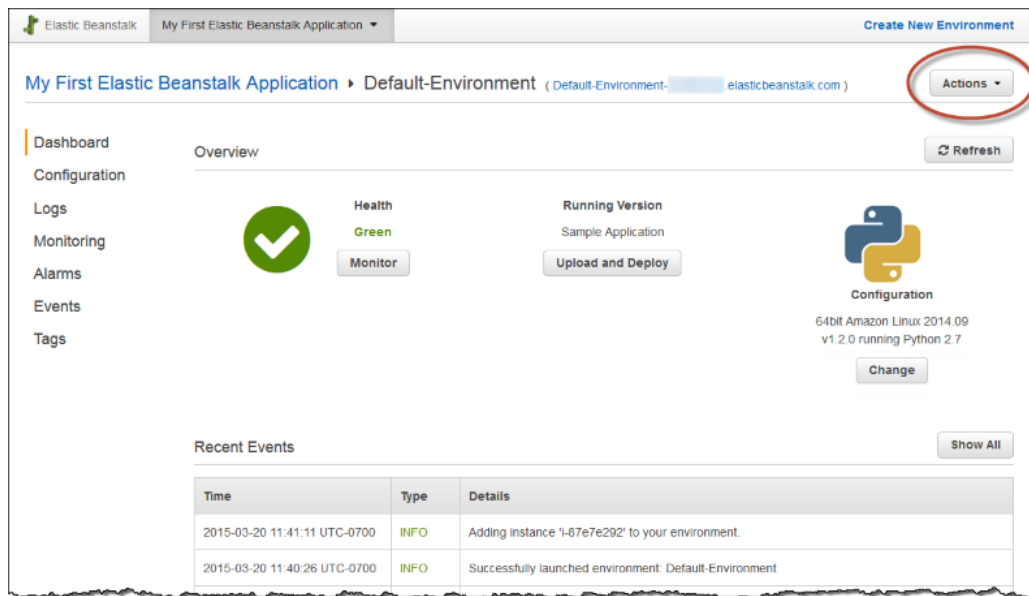 Elastic Beanstalk
My First Elastic Beanstalk Application
Create New Environment
My First Elastic Beanstalk Application Default-Environment ( Default-Environment- .elasticbeanstalk.com )
Actions
Dashboard
Configuration
Logs
Monitoring
Alarms
Events
Tags
Overview
Refresh
Health
Green
Monitor
Running Version
Sample Application
Upload and Deploy
Configuration
64bit Amazon Linux 2014.09
v1.2.0 running Python 2.7
Change
Recent Events
Show All
Time Type Details
2015-03-20 11:41:11 UTC-0700 INFO Adding instance 'i-87e7e292' to your environment.
2015-03-20 11:40:26 UTC-0700 INFO Successfully launched environment: Default-Environment